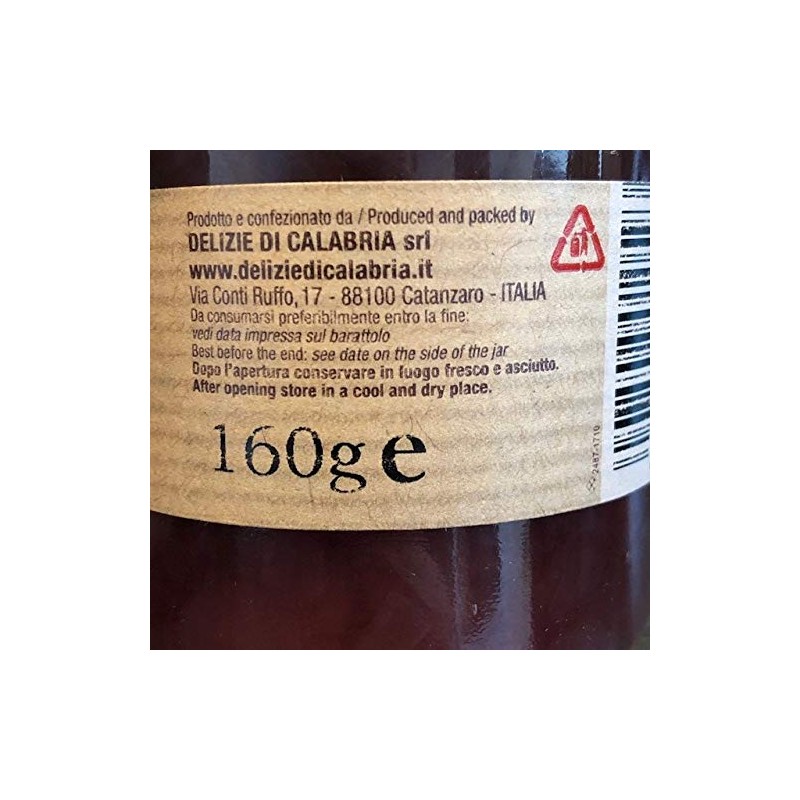 Prodotto e confezionato da / Produced and packed by
DELIZIE DI CALABRIA srl
www.deliziedicalabria.it
Via Conti Ruffo, 17 - 88100 Catanzaro - ITALIA
Da consumarsi preferibilmente entro la fine:
vedi data impressa sul barattolo
Best before the end: see date on the side of the jar
Dopo l'apertura conservare in fuogo fresco e asciutto.
After opening store in a cool and dry place.
160g e
2487-1710